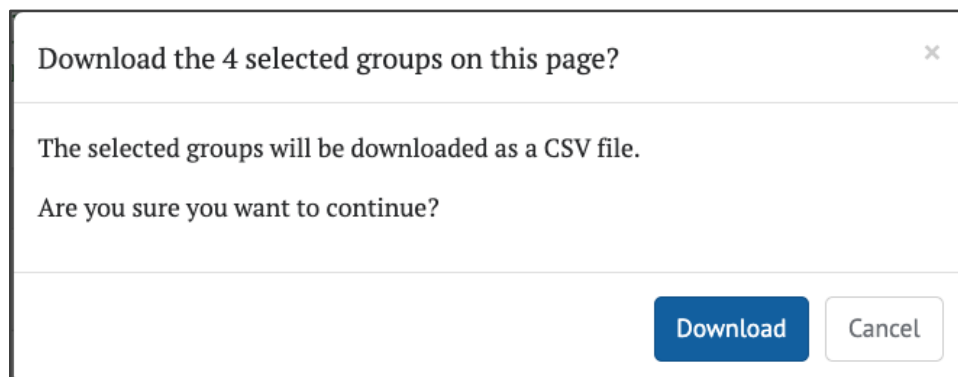 Download the 4 selected groups on this page?
×
The selected groups will be downloaded as a CSV file.
Are you sure you want to continue?
Download
Cancel